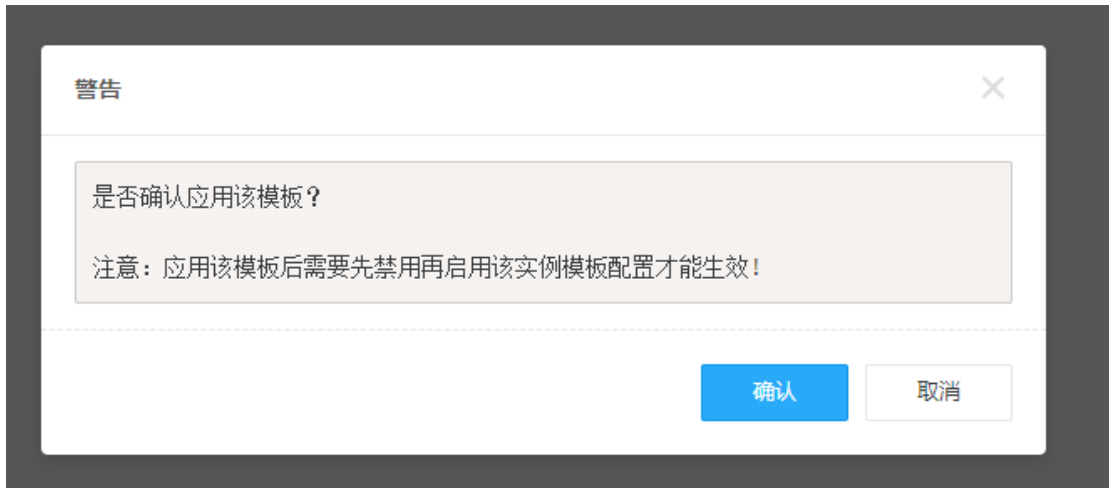 警告
是否确认应用该模板？
注意：应用该模板后需要先禁用再启用该实例模板配置才能生效！
确认
取消